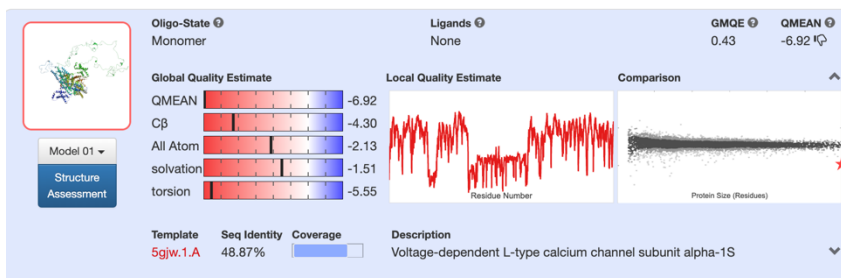 Oligo-State Ligands GMQE QMEAN
Monomer None 0.43 -6.92
Global Quality Estimate Local Quality Estimate Comparison
QMEAN -6.92
Cβ -4.30
All Atom -2.13
solvation -1.51
torsion -5.55
Residue Number
Protein Size (Residues)
Model 01
Structure
Assessment
Template Seq Identity Coverage Description
5gjw.1.A 48.87% Voltage-dependent L-type calcium channel subunit alpha-1S